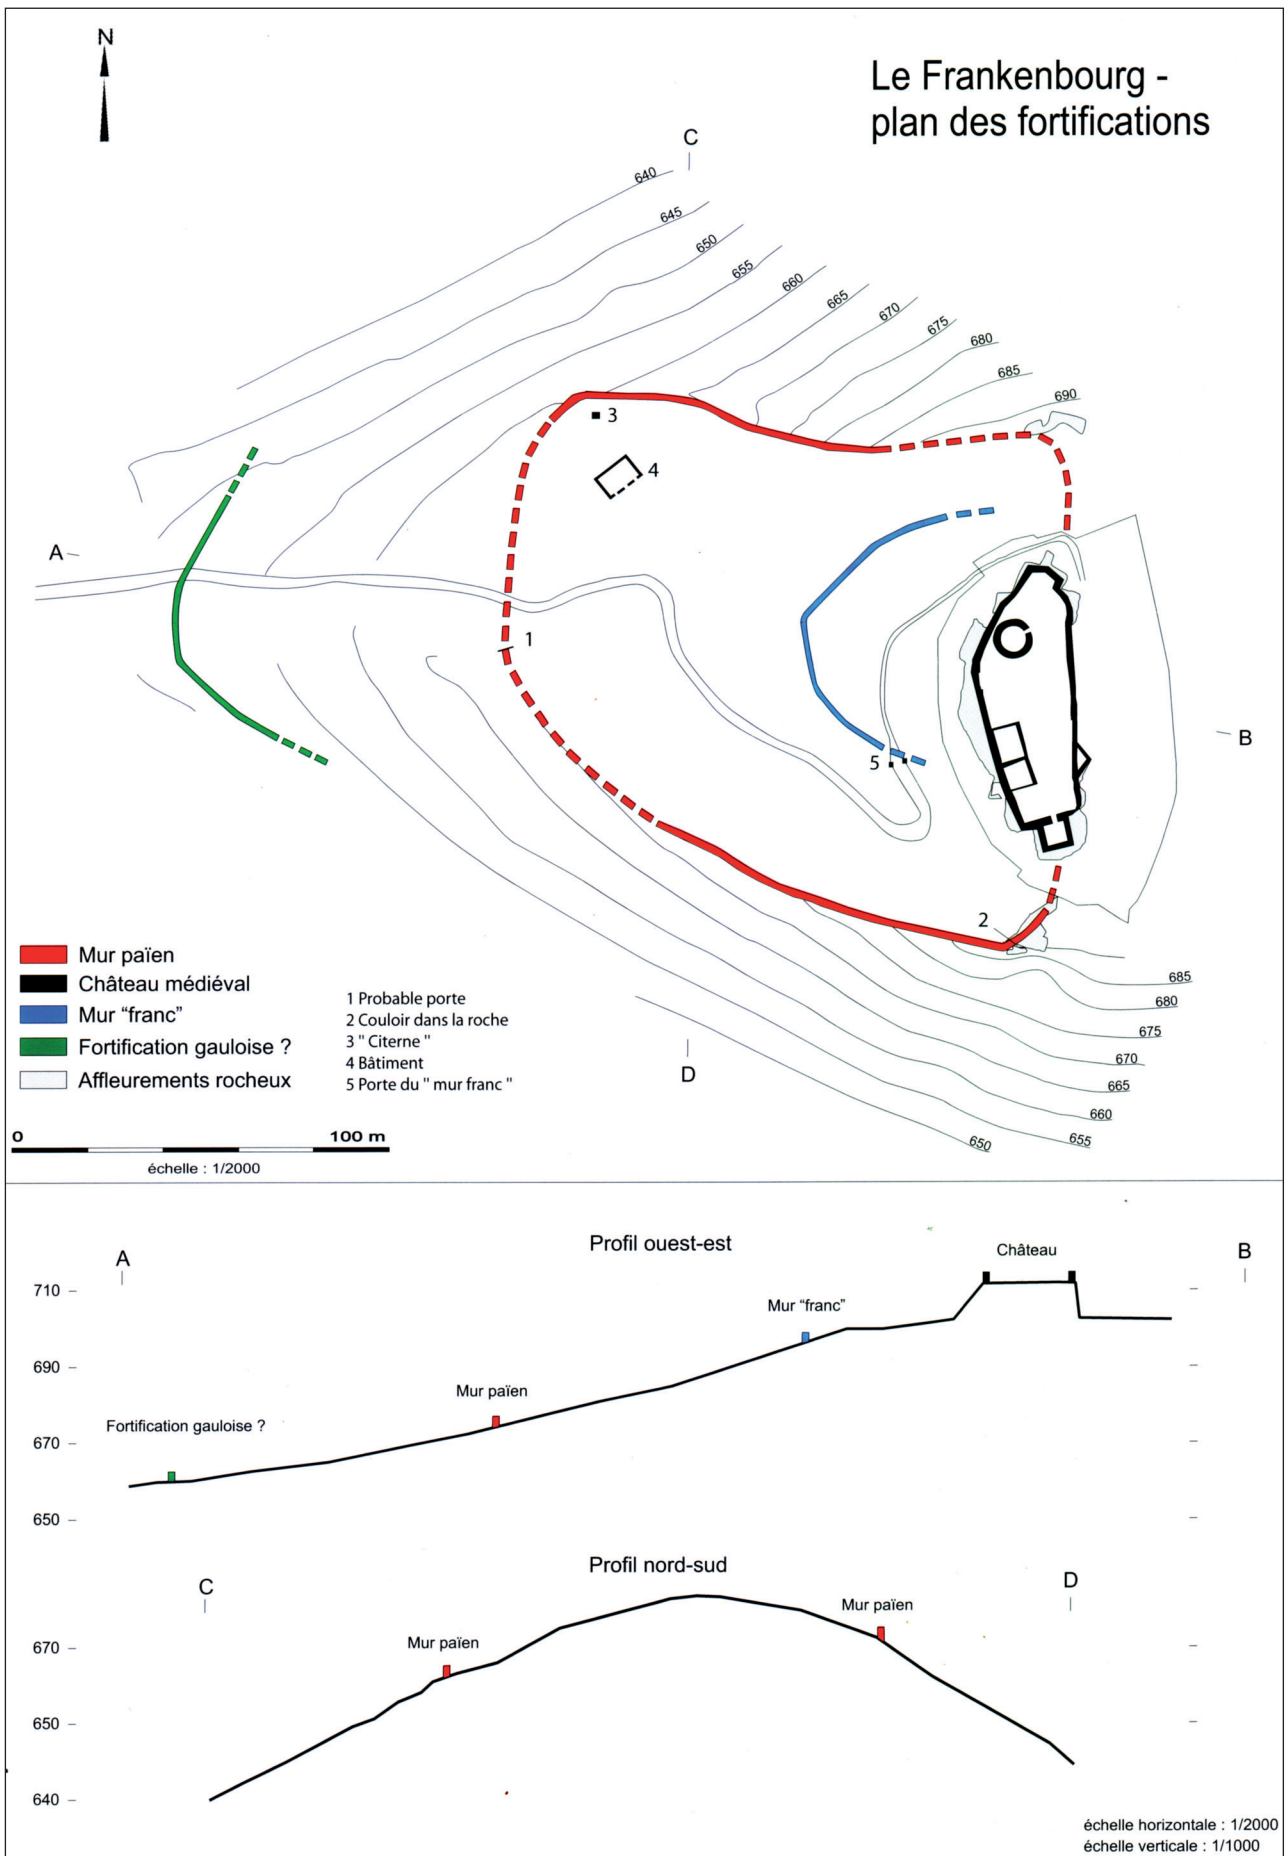 N
Le Frankenbourg -
plan des fortifications
C
640
645
650
655
660
665
670
675
680
685
690
3
4
A
1
B
5
2
Mur païen
Château médiéval
Mur “franc”
Fortification gauloise ?
Affleurements rocheux
1 Probable porte
2 Couloir dans la roche
3 " Citerne "
4 Bâtiment
5 Porte du " mur franc "
D
685
680
675
670
665
660
655
650
0 100 m
échelle : 1/2000
Profil ouest-est
A
B
Château
710
Mur “franc”
690
Mur païen
Fortification gauloise ?
670
650
Profil nord-sud
C
D
Mur païen
Mur païen
670
650
640
échelle horizontale : 1/2000
échelle verticale : 1/1000